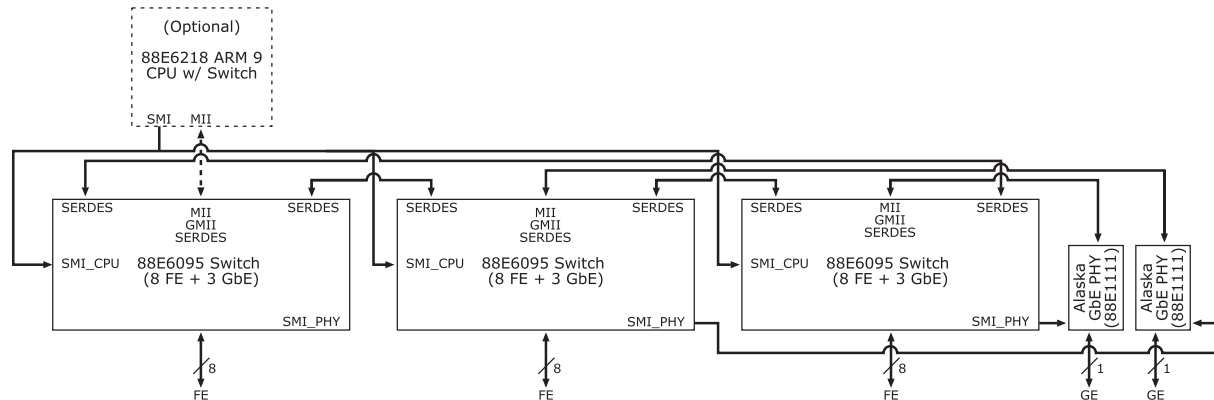 (Optional)
88E6218 ARM 9
CPU w/ Switch
SMI MII
SERDES
MII
GMII
SERDES
SERDES
SMI_CPU
88E6095 Switch
(8 FE + 3 GbE)
SMI_PHY
8
FE
SERDES
MII
GMII
SERDES
SERDES
SMI_CPU
88E6095 Switch
(8 FE + 3 GbE)
SMI_PHY
8
FE
SERDES
MII
GMII
SERDES
SERDES
SMI_CPU
88E6095 Switch
(8 FE + 3 GbE)
SMI_PHY
8
FE
Alaska
GbE PHY
(88E1111)
1
GE
Alaska
GbE PHY
(88E1111)
1
GE